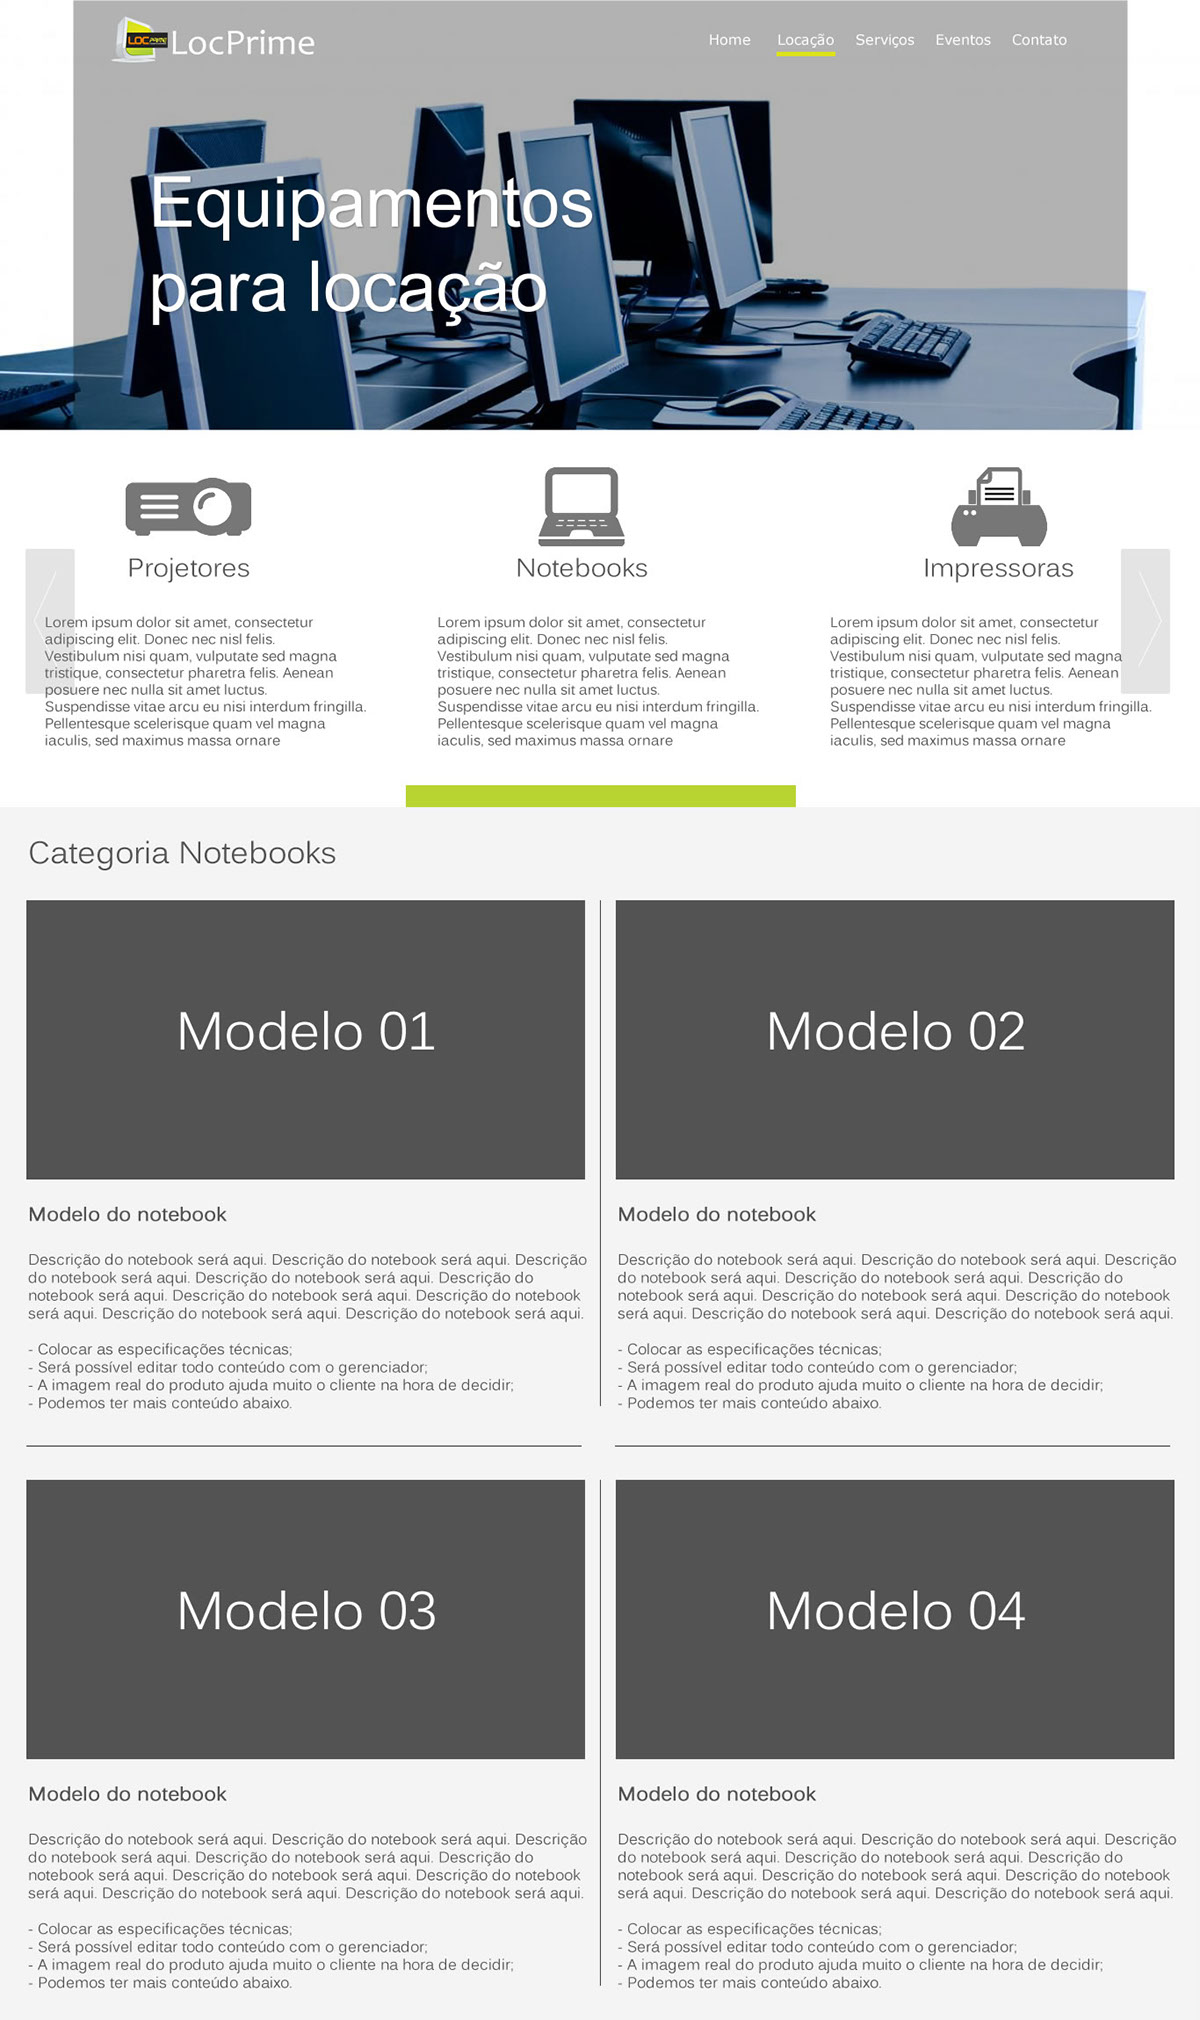 LOCPRIME LocPrime
Home Locação Serviços Eventos Contato
Equipamentos
para locação
Projetores
Lorem ipsum dolor sit amet, consectetur
adipiscing elit. Donec nec nisl felis.
Vestibulum nisi quam, vulputate sed magna
tristique, consectetur pharetra felis. Aenean
posuere nec nulla sit amet luctus.
Suspendisse vitae arcu eu nisi interdum fringilla.
Pellentesque scelerisque quam vel magna
iaculis, sed maximus massa ornare
Notebooks
Lorem ipsum dolor sit amet, consectetur
adipiscing elit. Donec nec nisl felis.
Vestibulum nisi quam, vulputate sed magna
tristique, consectetur pharetra felis. Aenean
posuere nec nulla sit amet luctus.
Suspendisse vitae arcu eu nisi interdum fringilla.
Pellentesque scelerisque quam vel magna
iaculis, sed maximus massa ornare
Impressoras
Lorem ipsum dolor sit amet, consectetur
adipiscing elit. Donec nec nisl felis.
Vestibulum nisi quam, vulputate sed magna
tristique, consectetur pharetra felis. Aenean
posuere nec nulla sit amet luctus.
Suspendisse vitae arcu eu nisi interdum fringilla.
Pellentesque scelerisque quam vel magna
iaculis, sed maximus massa ornare
Categoria Notebooks
Modelo 01
Modelo do notebook
Descrição do notebook será aqui. Descrição do notebook será aqui. Descrição
do notebook será aqui. Descrição do notebook será aqui. Descrição do
notebook será aqui. Descrição do notebook será aqui. Descrição do notebook
será aqui. Descrição do notebook será aqui. Descrição do notebook será aqui.
- Colocar as especificações técnicas;
- Será possível editar todo conteúdo com o gerenciador;
- A imagem real do produto ajuda muito o cliente na hora de decidir;
- Podemos ter mais conteúdo abaixo.
Modelo 02
Modelo do notebook
Descrição do notebook será aqui. Descrição do notebook será aqui. Descrição
do notebook será aqui. Descrição do notebook será aqui. Descrição do
notebook será aqui. Descrição do notebook será aqui. Descrição do notebook
será aqui. Descrição do notebook será aqui. Descrição do notebook será aqui.
- Colocar as especificações técnicas;
- Será possível editar todo conteúdo com o gerenciador;
- A imagem real do produto ajuda muito o cliente na hora de decidir;
- Podemos ter mais conteúdo abaixo.
Modelo 03
Modelo do notebook
Descrição do notebook será aqui. Descrição do notebook será aqui. Descrição
do notebook será aqui. Descrição do notebook será aqui. Descrição do
notebook será aqui. Descrição do notebook será aqui. Descrição do notebook
será aqui. Descrição do notebook será aqui. Descrição do notebook será aqui.
- Colocar as especificações técnicas;
- Será possível editar todo conteúdo com o gerenciador;
- A imagem real do produto ajuda muito o cliente na hora de decidir;
- Podemos ter mais conteúdo abaixo.
Modelo 04
Modelo do notebook
Descrição do notebook será aqui. Descrição do notebook será aqui. Descrição
do notebook será aqui. Descrição do notebook será aqui. Descrição do
notebook será aqui. Descrição do notebook será aqui. Descrição do notebook
será aqui. Descrição do notebook será aqui. Descrição do notebook será aqui.
- Colocar as especificações técnicas;
- Será possível editar todo conteúdo com o gerenciador;
- A imagem real do produto ajuda muito o cliente na hora de decidir;
- Podemos ter mais conteúdo abaixo.